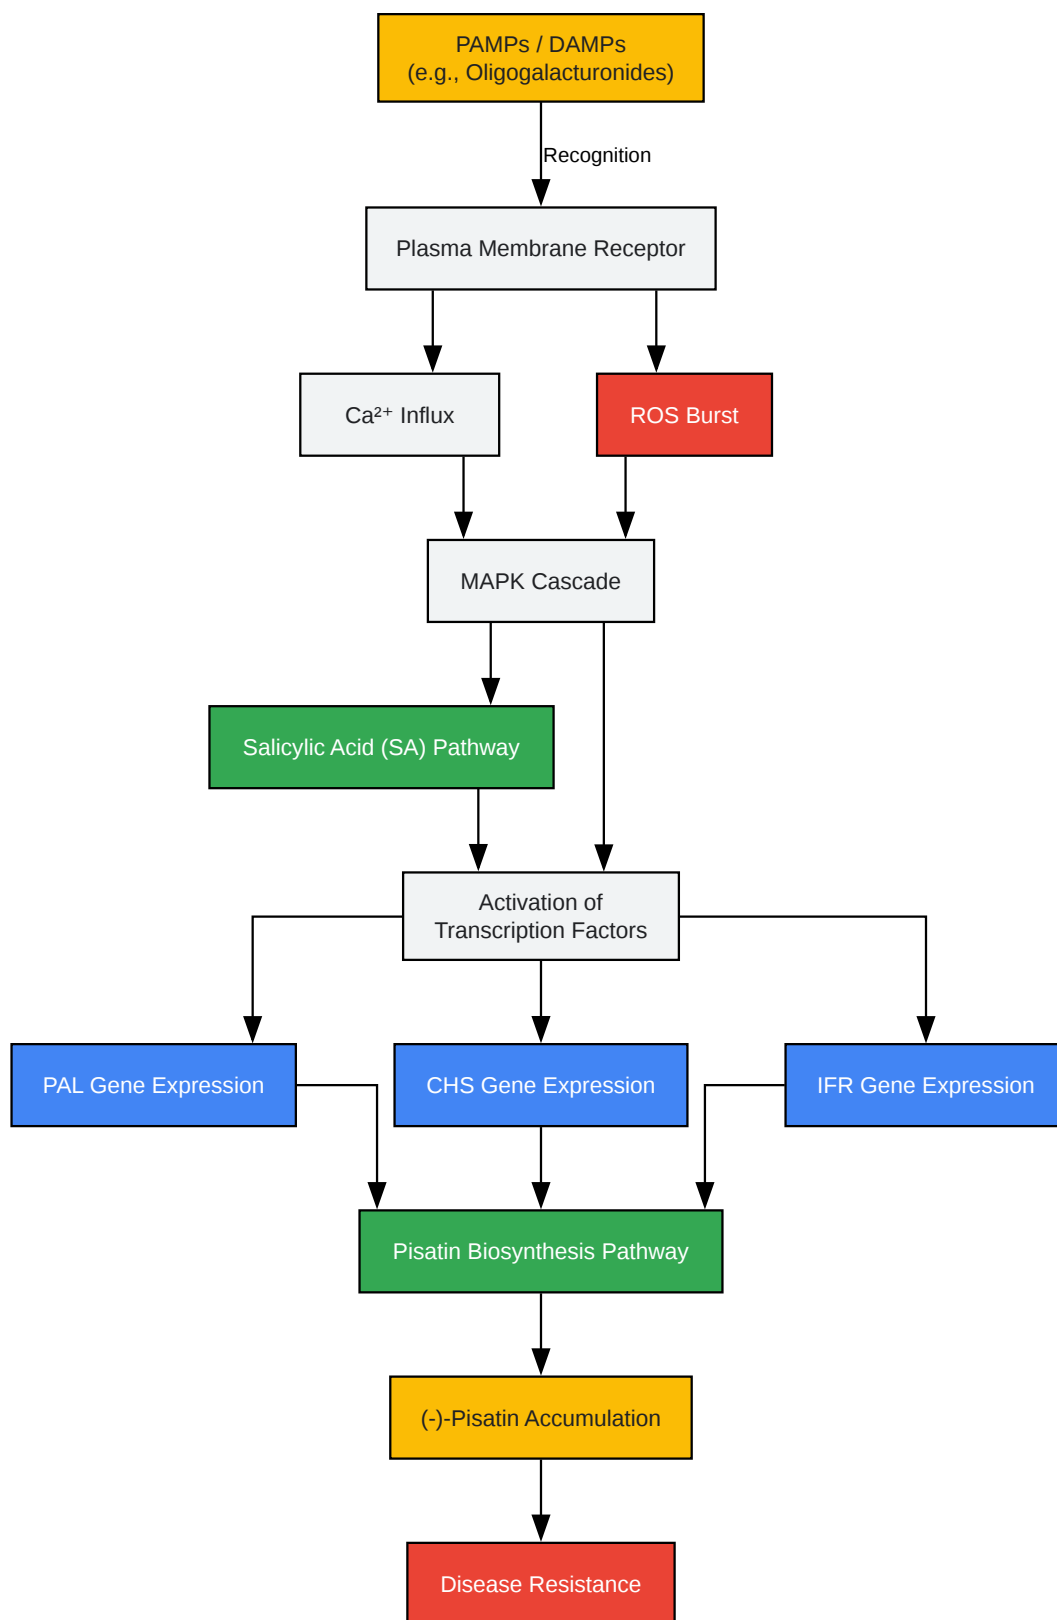 PAMPs / DAMPs
(e.g., Oligogalacturonides)
Recognition
Plasma Membrane Receptor
Ca²⁺ Influx
ROS Burst
MAPK Cascade
Salicylic Acid (SA) Pathway
Activation of
Transcription Factors
PAL Gene Expression
CHS Gene Expression
IFR Gene Expression
Pisatin Biosynthesis Pathway
(-)-Pisatin Accumulation
Disease Resistance